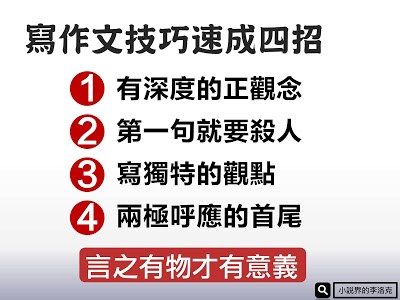 寫作文技巧速成四招
1 有深度的正觀念
2 第一句就要殺人
3 寫獨特的觀點
4 兩極呼應的首尾
言之有物才有意義
小說界的李洛克